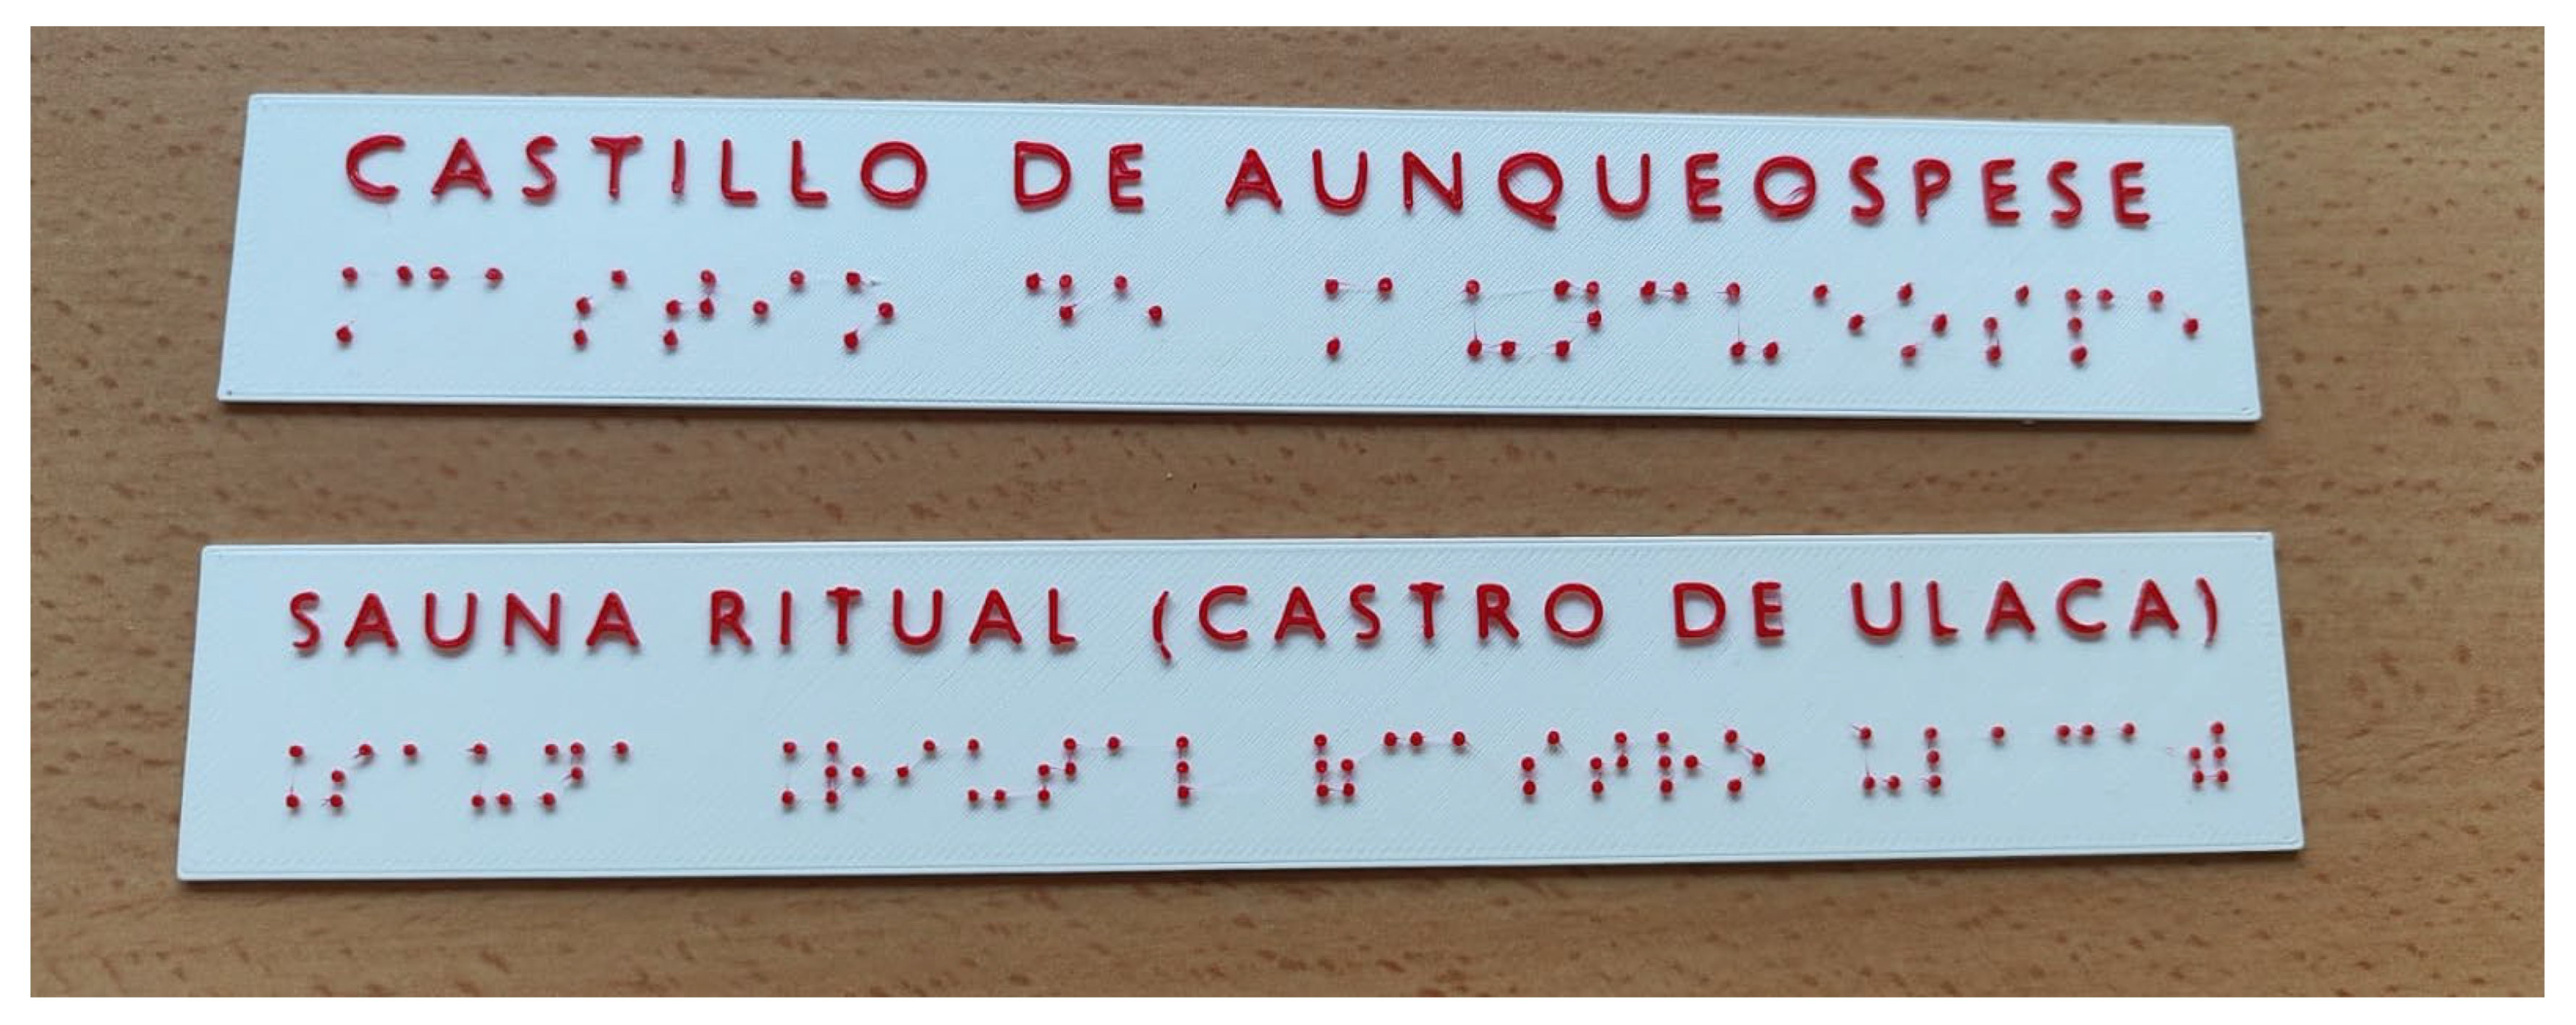 CASTILLO DE AUNQUEOSPESE
⠨⠉⠁⠎⠞⠊⠕ ⠙⠑ ⠨⠁⠥⠝⠉⠥⠑⠕⠎⠏⠑
SAUNA RITUAL (CASTRO DE ULACA)
⠨⠎⠁⠥⠝⠁ ⠨⠗⠊⠥⠞⠁⠇ ⠷⠉⠁⠎⠞⠗⠕ ⠥⠇⠁⠉⠁⠾